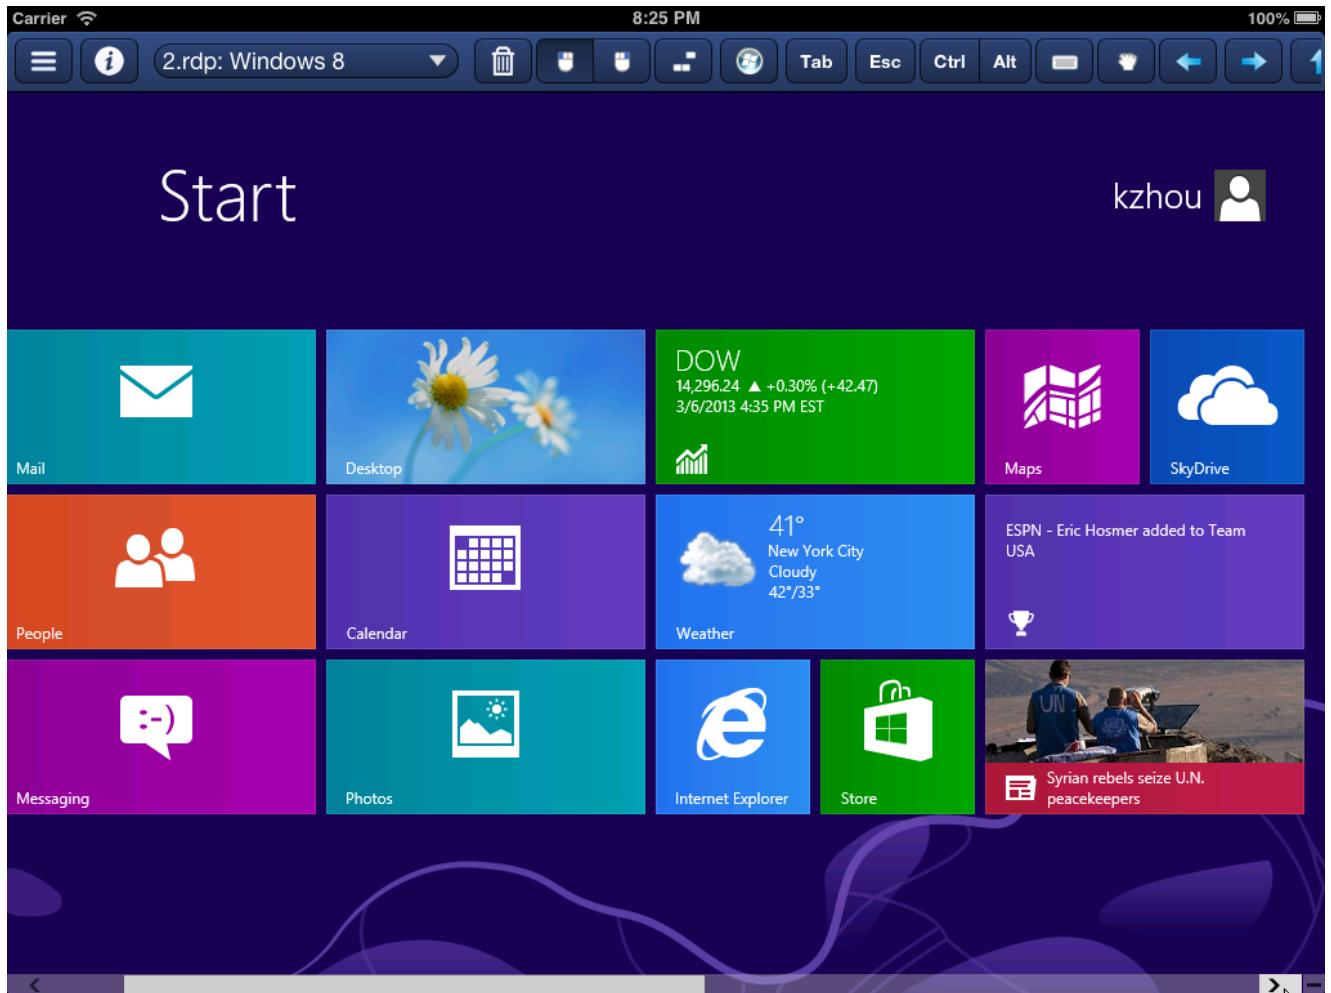 Carrier 8:25 PM 100%
2.rdp: Windows 8 Tab Esc Ctrl Alt
Start
kzhou
Mail
Desktop
DOW
14,296.24 ▲ +0.30% (+42.47)
3/6/2013 4:35 PM EST
Maps
SkyDrive
People
Calendar
41°
New York City
Cloudy
42°/33°
Weather
ESPN - Eric Hosmer added to Team
USA
Messaging
:-)
Photos
Internet Explorer
Store
UN
Syrian rebels seize U.N.
peacekeepers